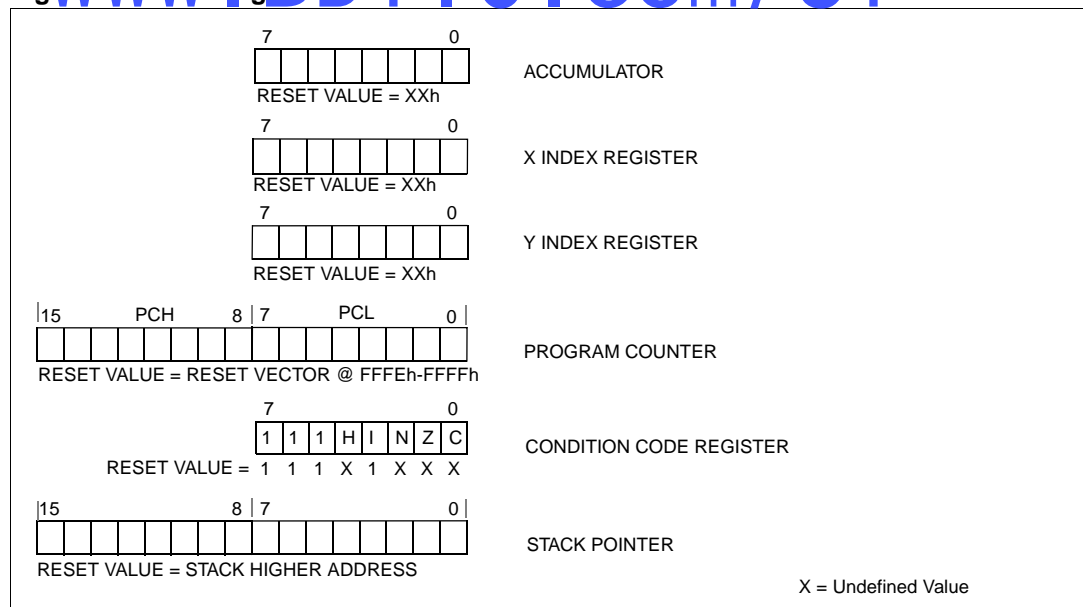 7 0
ACCUMULATOR
RESET VALUE = XXh
7 0
X INDEX REGISTER
RESET VALUE = XXh
7 0
Y INDEX REGISTER
RESET VALUE = XXh
15 PCH 8 7 PCL 0
PROGRAM COUNTER
RESET VALUE = RESET VECTOR @ FFFEh-FFFFh
7 0
1 1 1 H I N Z C
CONDITION CODE REGISTER
RESET VALUE = 1 1 1 X 1 X X X
15 8 7 0
STACK POINTER
RESET VALUE = STACK HIGHER ADDRESS
X = Undefined Value